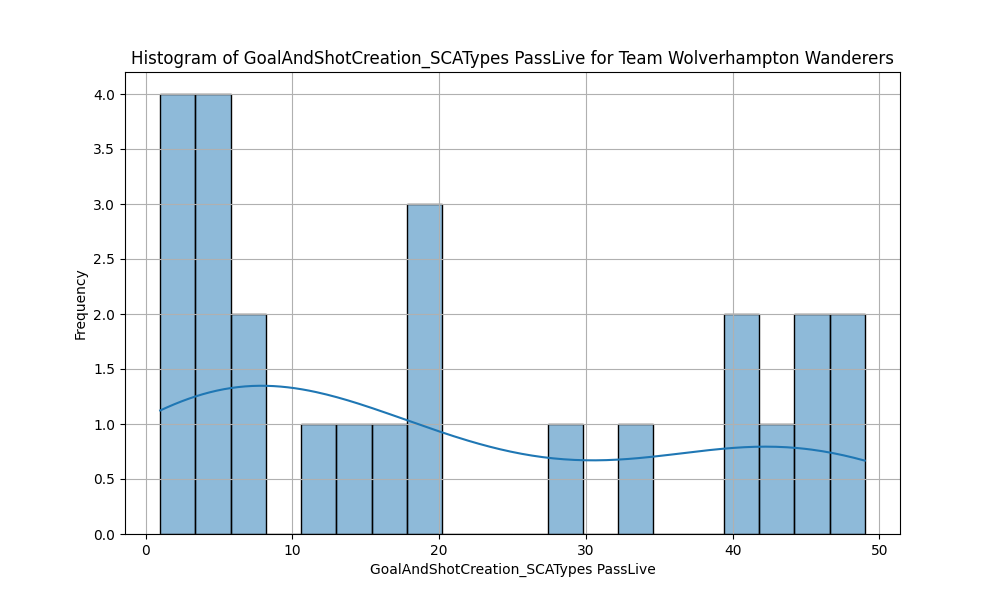 Histogram of GoalAndShotCreation_SCATypes PassLive for Team Wolverhampton Wanderers
4.0
3.5
3.0
2.5
2.0
1.5
1.0
0.5
0.0
Frequency
0 10 20 30 40 50
GoalAndShotCreation_SCATypes PassLive